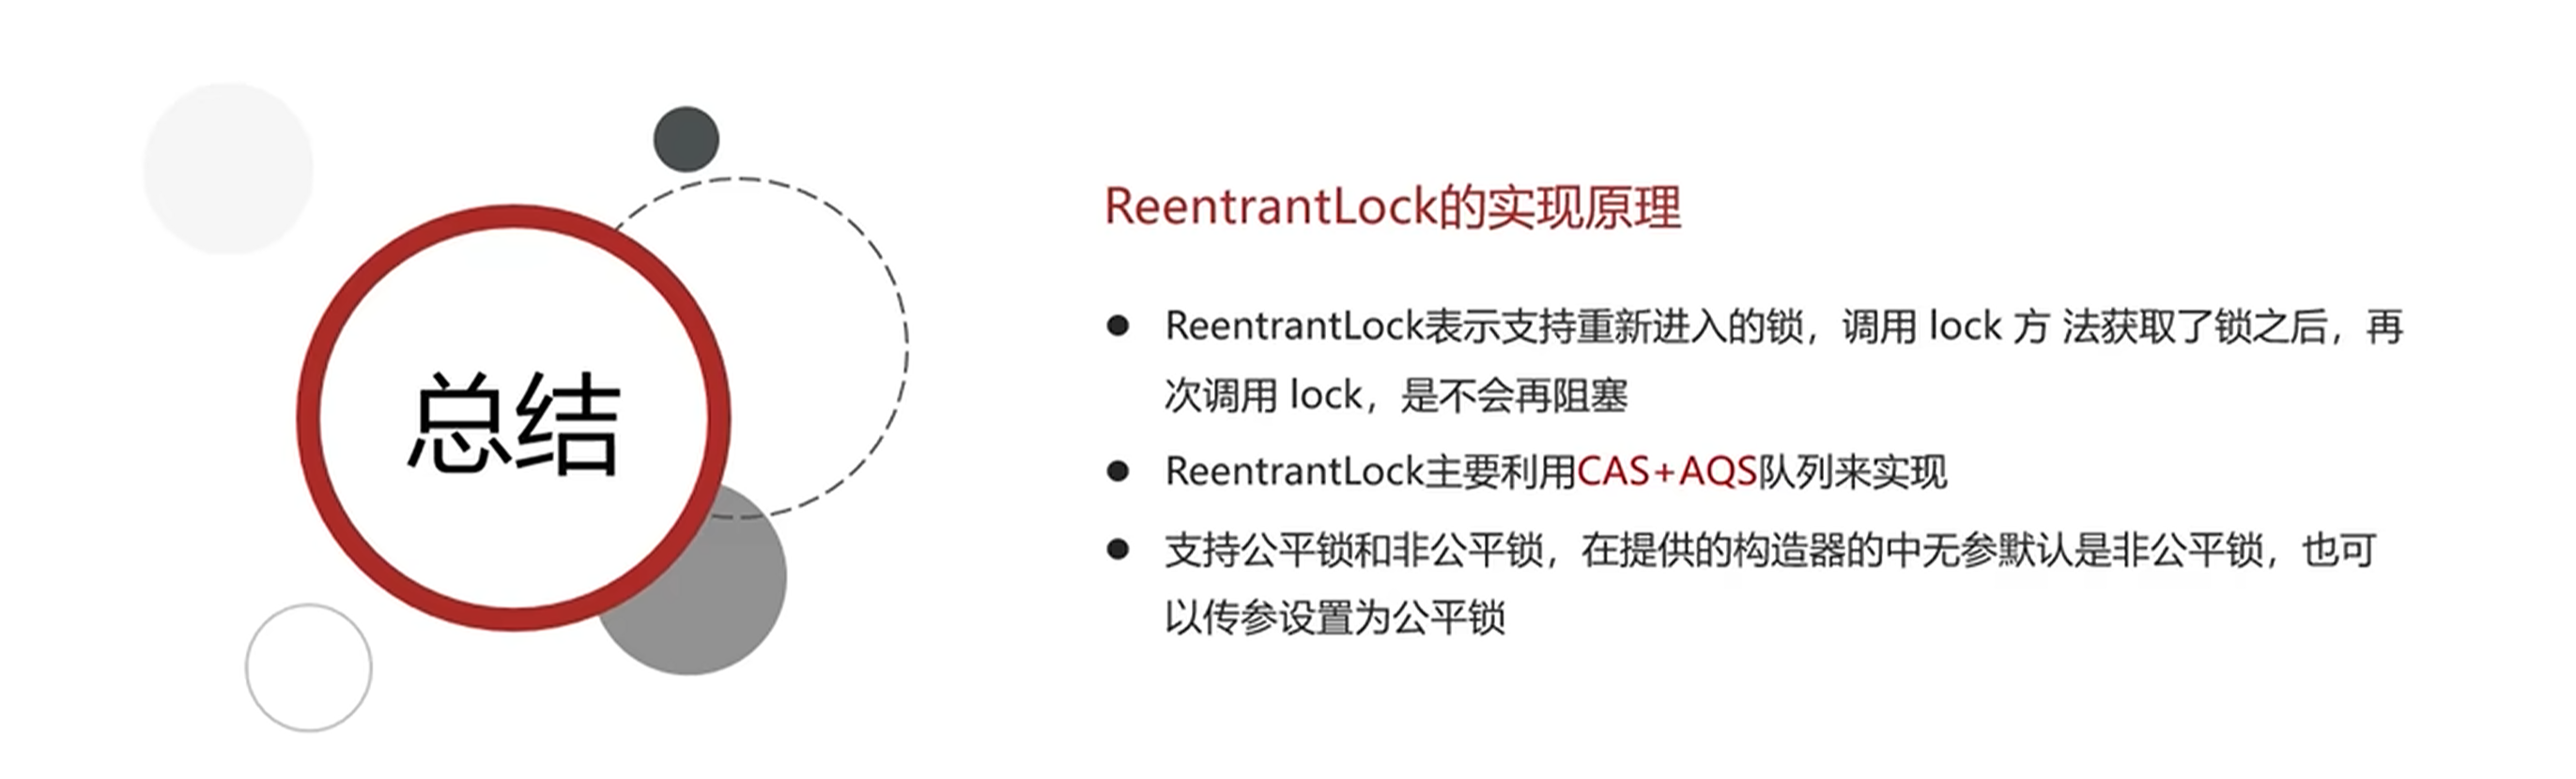 总结
ReentrantLock的实现原理
● ReentrantLock表示支持重新进入的锁，调用 lock 方 法获取了锁之后，再
次调用 lock，是不会再阻塞
● ReentrantLock主要利用CAS+AQS队列来实现
● 支持公平锁和非公平锁，在提供的构造器的中无参默认是非公平锁，也可
以传参设置为公平锁